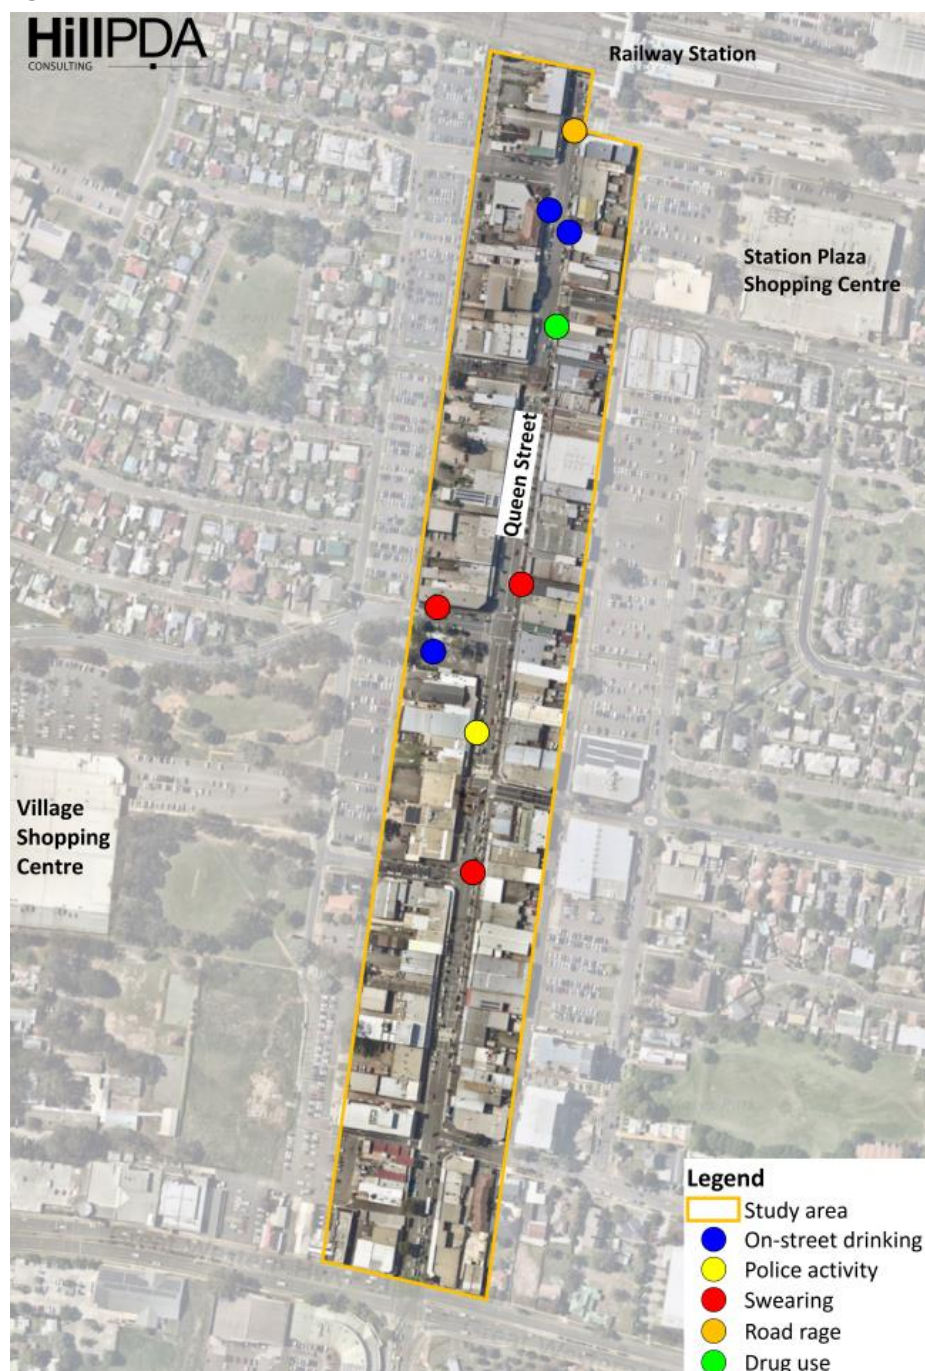 HillPDA
CONSULTING
Railway Station
Station Plaza
Shopping Centre
Queen Street
Village
Shopping
Centre
Legend
Study area
On-street drinking
Police activity
Swearing
Road rage
Drug use